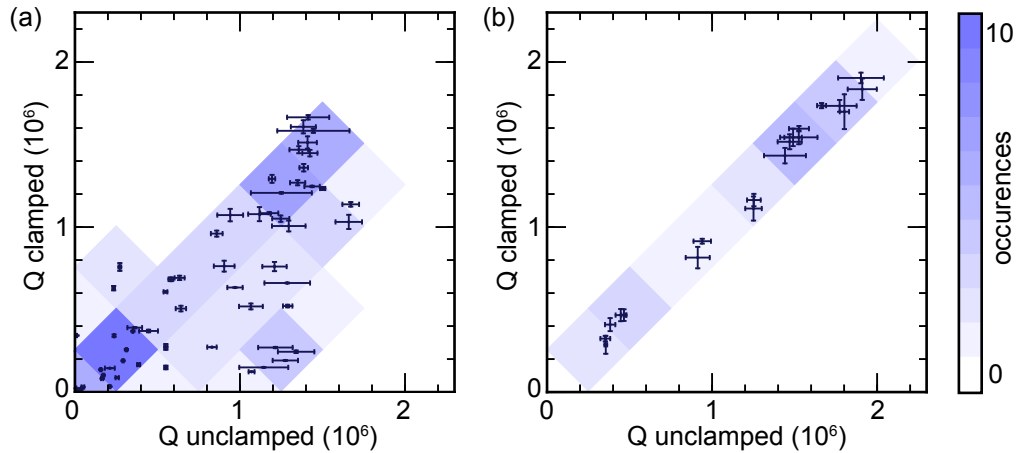 (a)
2
1
0
Q clamped (10⁶)
0
1
2
Q unclamped (10⁶)
(b)
2
1
0
Q clamped (10⁶)
0
1
2
Q unclamped (10⁶)
10
0
occurences